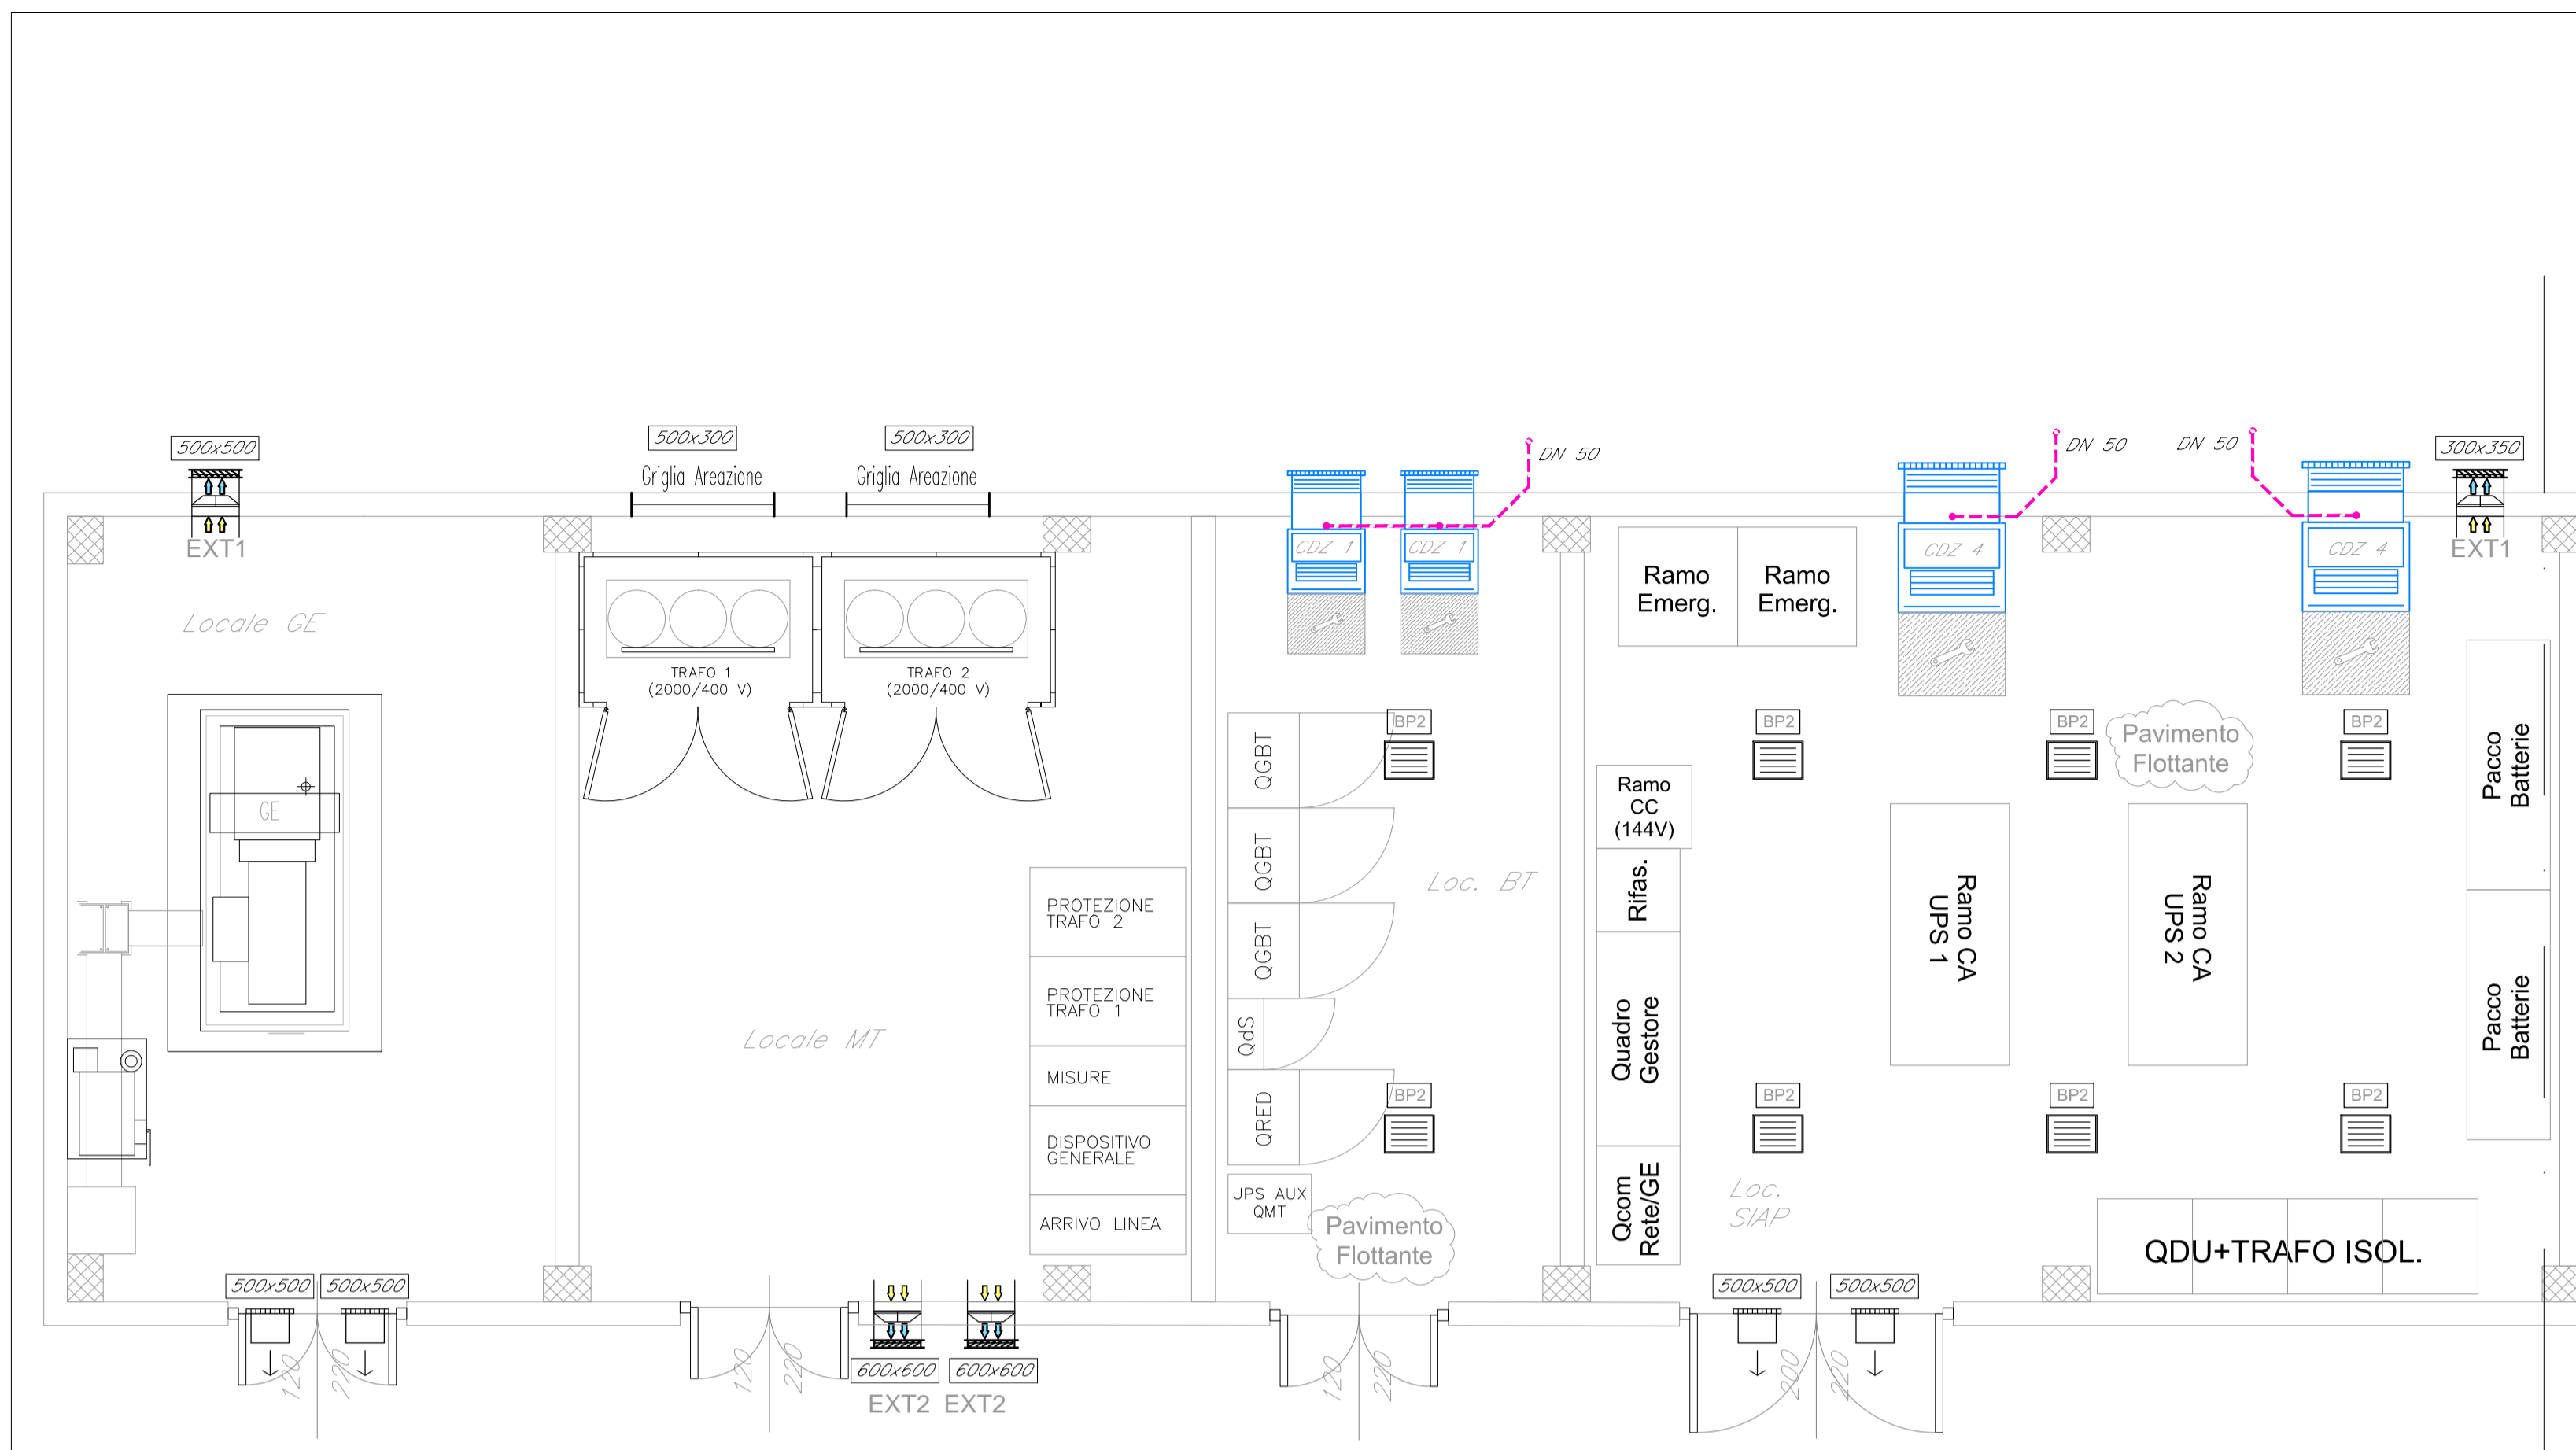 500x500
EXT1
500x300
Griglia Areazione
500x300
Griglia Areazione
DN 50
DN 50
DN 50
300x350
EXT1
CDZ 1
CDZ 1
CDZ 4
CDZ 4
Locale GE
GE
TRAFO 1
(2000/400 V)
TRAFO 2
(2000/400 V)
Locale MT
PROTEZIONE
TRAFO 2
PROTEZIONE
TRAFO 1
MISURE
DISPOSITIVO
GENERALE
ARRIVO LINEA
QGBT
QGBT
QGBT
QdS
QRED
UPS AUX
QMT
BP2
BP2
Loc. BT
Pavimento
Flottante
Ramo
Emerg.
Ramo
Emerg.
Ramo
CC
(144V)
Rifas.
Quadro
Gestore
Qcom
Rete/GE
BP2
BP2
BP2
Pavimento
Flottante
Ramo CA
UPS 1
Ramo CA
UPS 2
Pacco
Batterie
Pacco
Batterie
BP2
BP2
BP2
Loc.
SIAP
QDU+TRAFO ISOL.
500x500
500x500
120
220
120
220
600x600
600x600
EXT2
EXT2
120
220
500x500
500x500
200
220